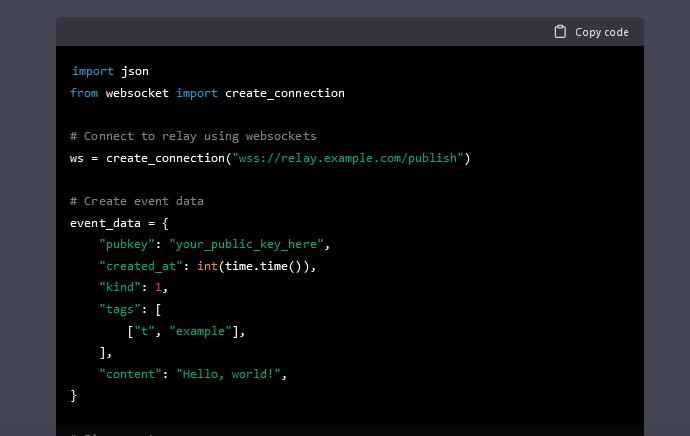 Copy code
import json
from websocket import create_connection
# Connect to relay using websockets
ws = create_connection("wss://relay.example.com/publish")
# Create event data
event_data = {
    "pubkey": "your_public_key_here",
    "created_at": int(time.time()),
    "kind": 1,
    "tags": [
        ["t", "example"],
    ],
    "content": "Hello, world!",
}